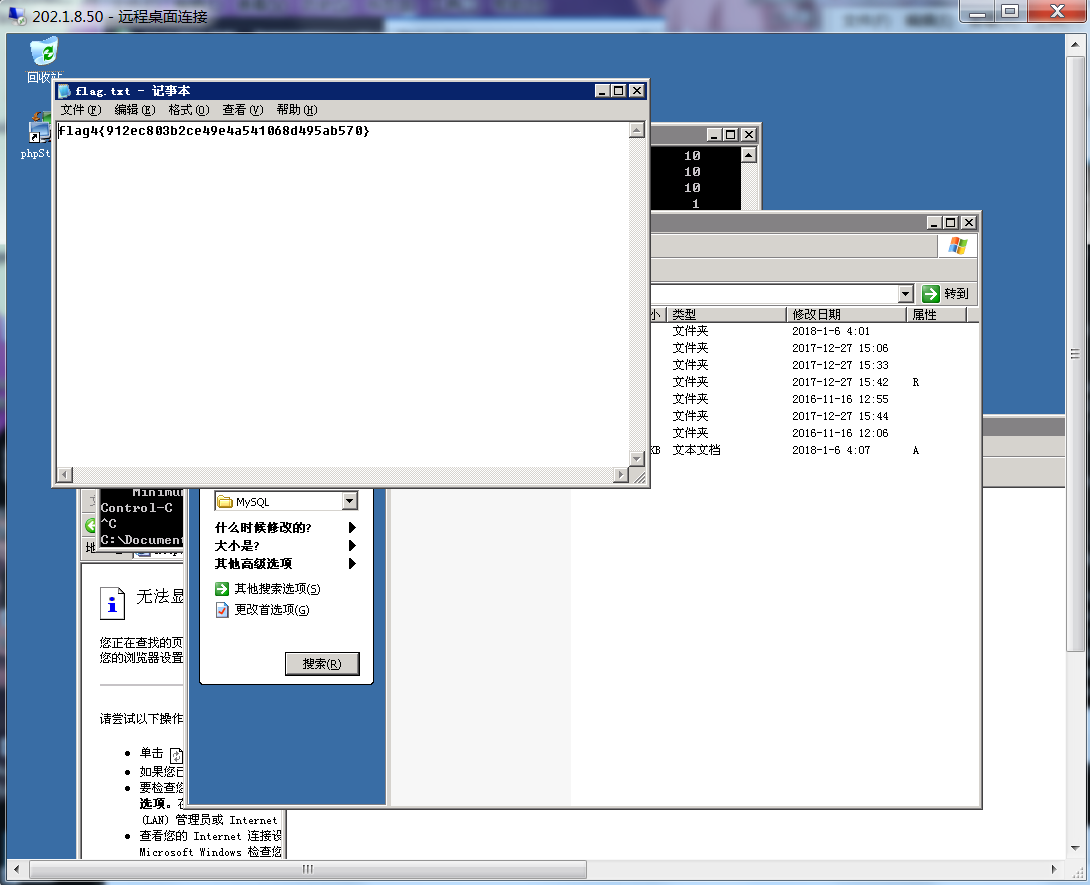 202.1.8.50 - 远程桌面连接
回收站
flag.txt - 记事本
文件(F) 编辑(E) 格式(O) 查看(V) 帮助(H)
flag4{912ec803b2ce49e4a541068d495ab570}
phpSt
10
10
10
1
转到
小 类型 修改日期 属性
文件夹 2018-1-6 4:01
文件夹 2017-12-27 15:06
文件夹 2017-12-27 15:33
文件夹 2017-12-27 15:42 R
文件夹 2016-11-16 12:55
文件夹 2017-12-27 15:44
文件夹 2016-11-16 12:06
KB 文本文档 2018-1-6 4:07 A
Minimum
Control-C
^C
C:\Document
MySQL
什么时候修改的?
大小是?
其他高级选项
其他搜索选项(S)
更改首选项(G)
搜索(R)
无法显
您正在查找的页
您的浏览器设置
请尝试以下操作
单击
如果您已
要检查您
选项。在
(LAN) 管理员或 Internet
查看您的 Internet 连接设
Microsoft Windows 检查您